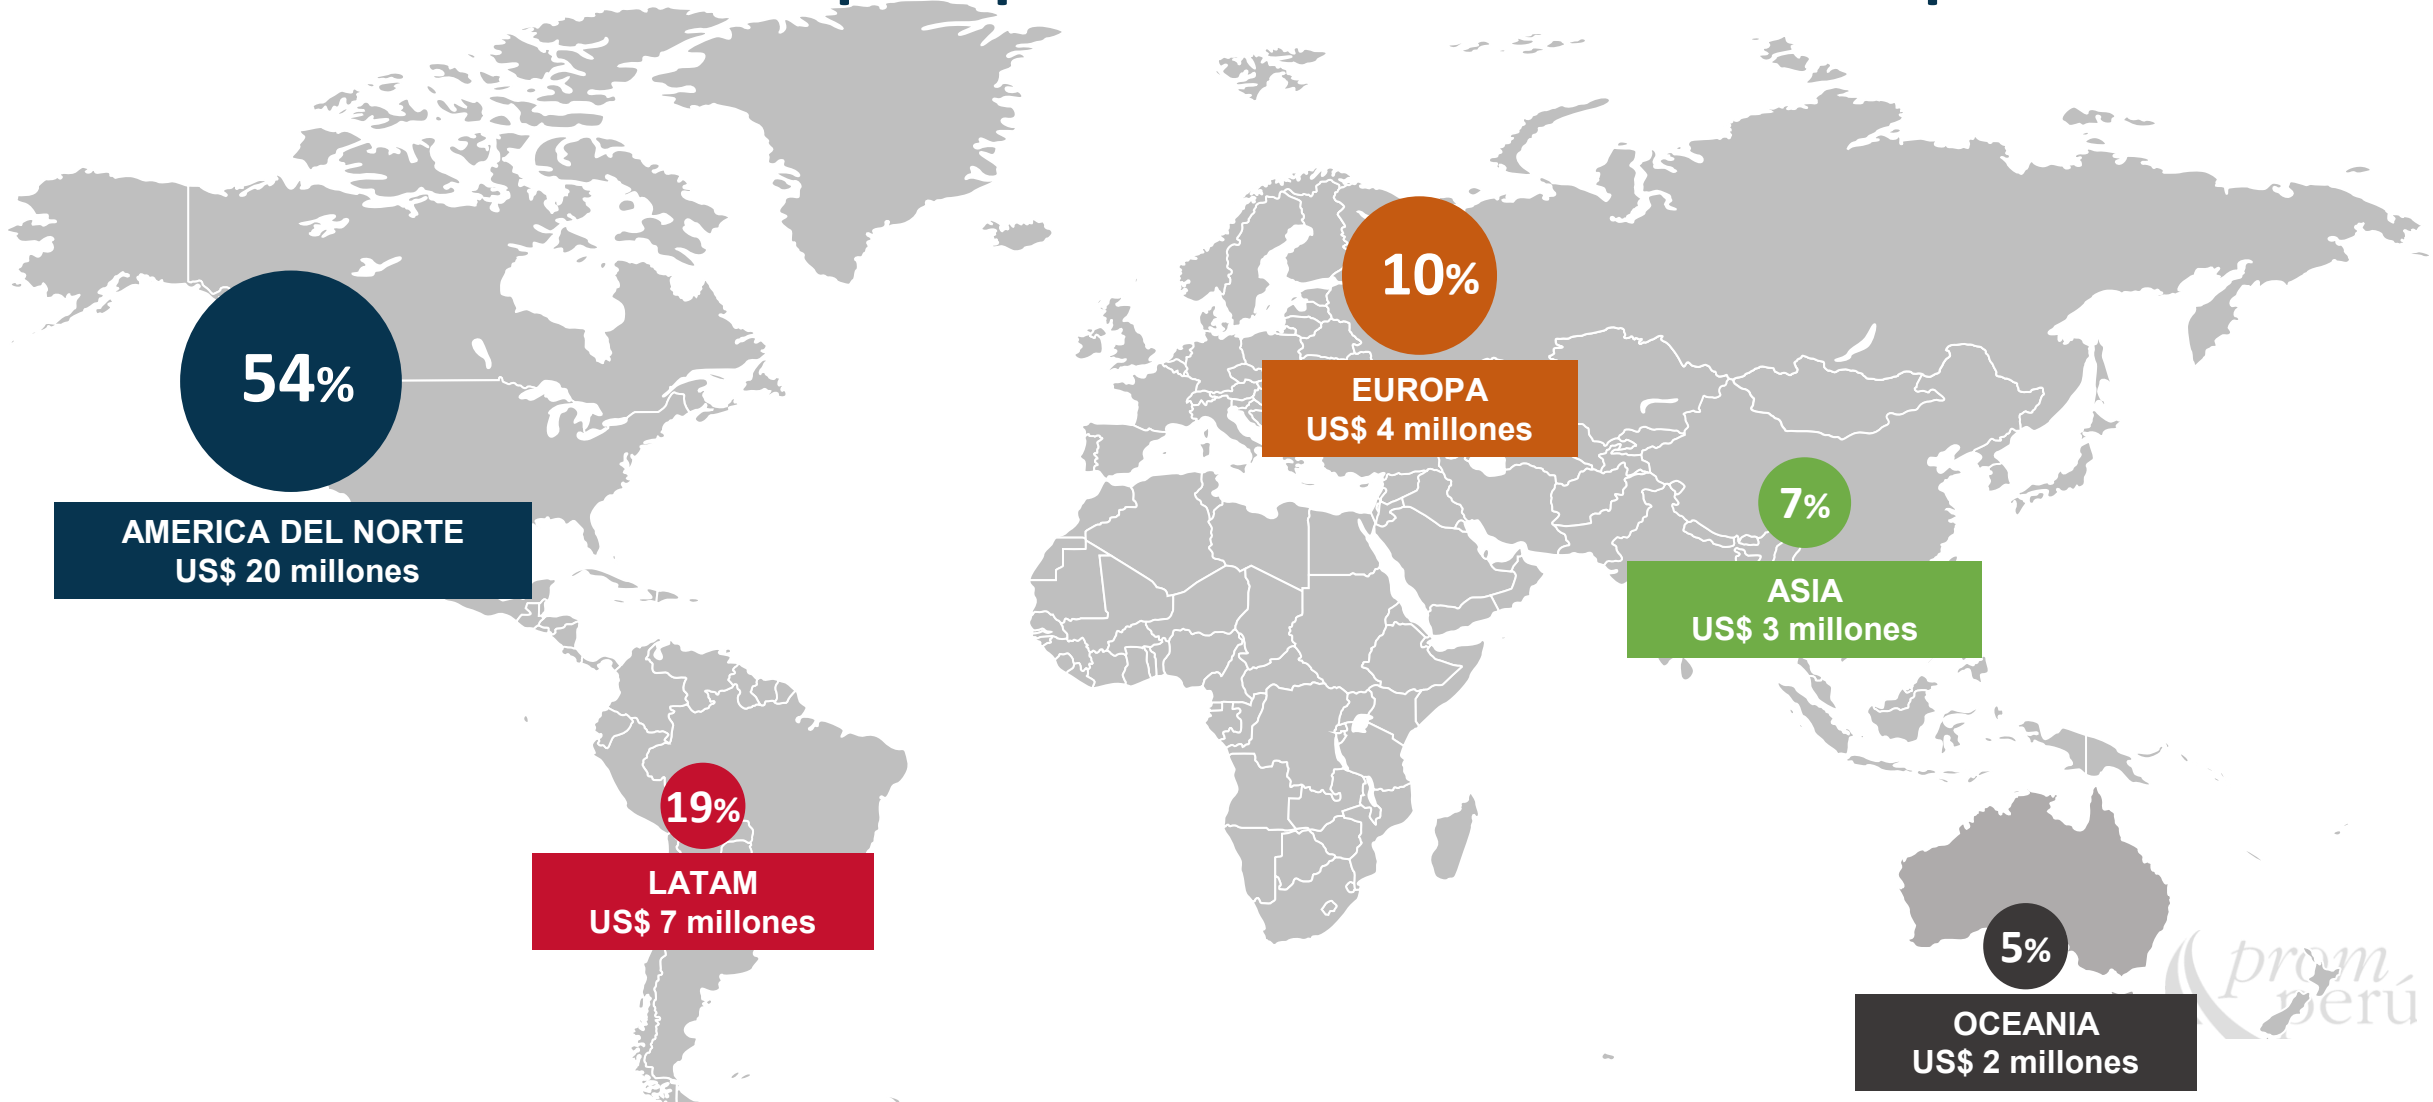 10%
EUROPA
US$ 4 millones
54%
AMERICA DEL NORTE
US$ 20 millones
7%
ASIA
US$ 3 millones
19%
LATAM
US$ 7 millones
5%
OCEANIA
US$ 2 millones
prom
perú